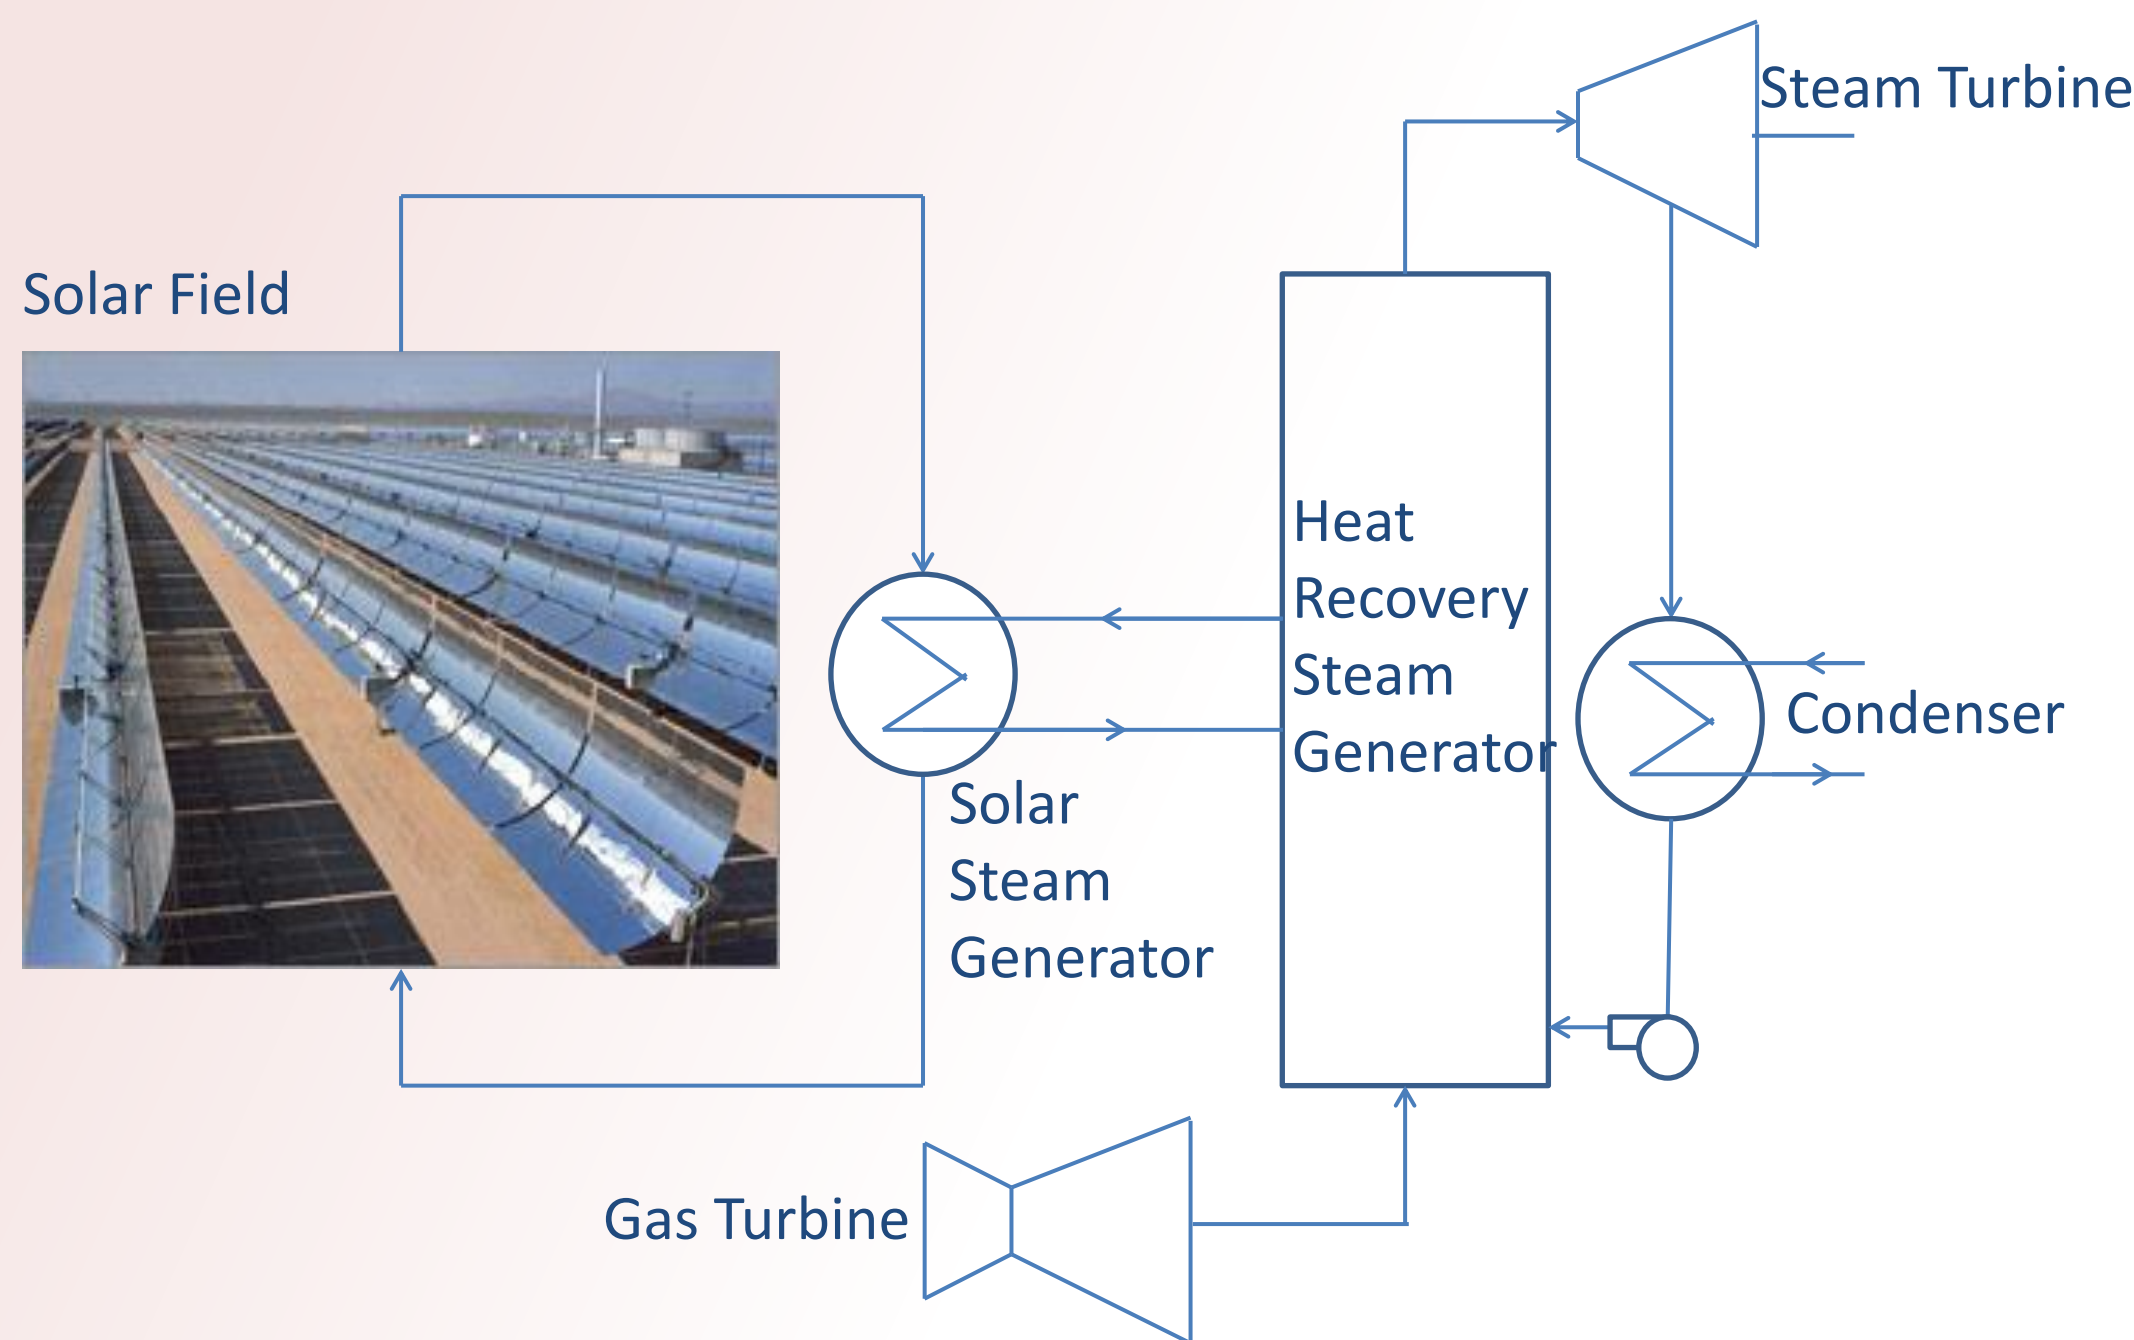 Steam Turbine
Solar Field
Heat
Recovery
Steam
Generator
Condenser
Solar
Steam
Generator
Gas Turbine